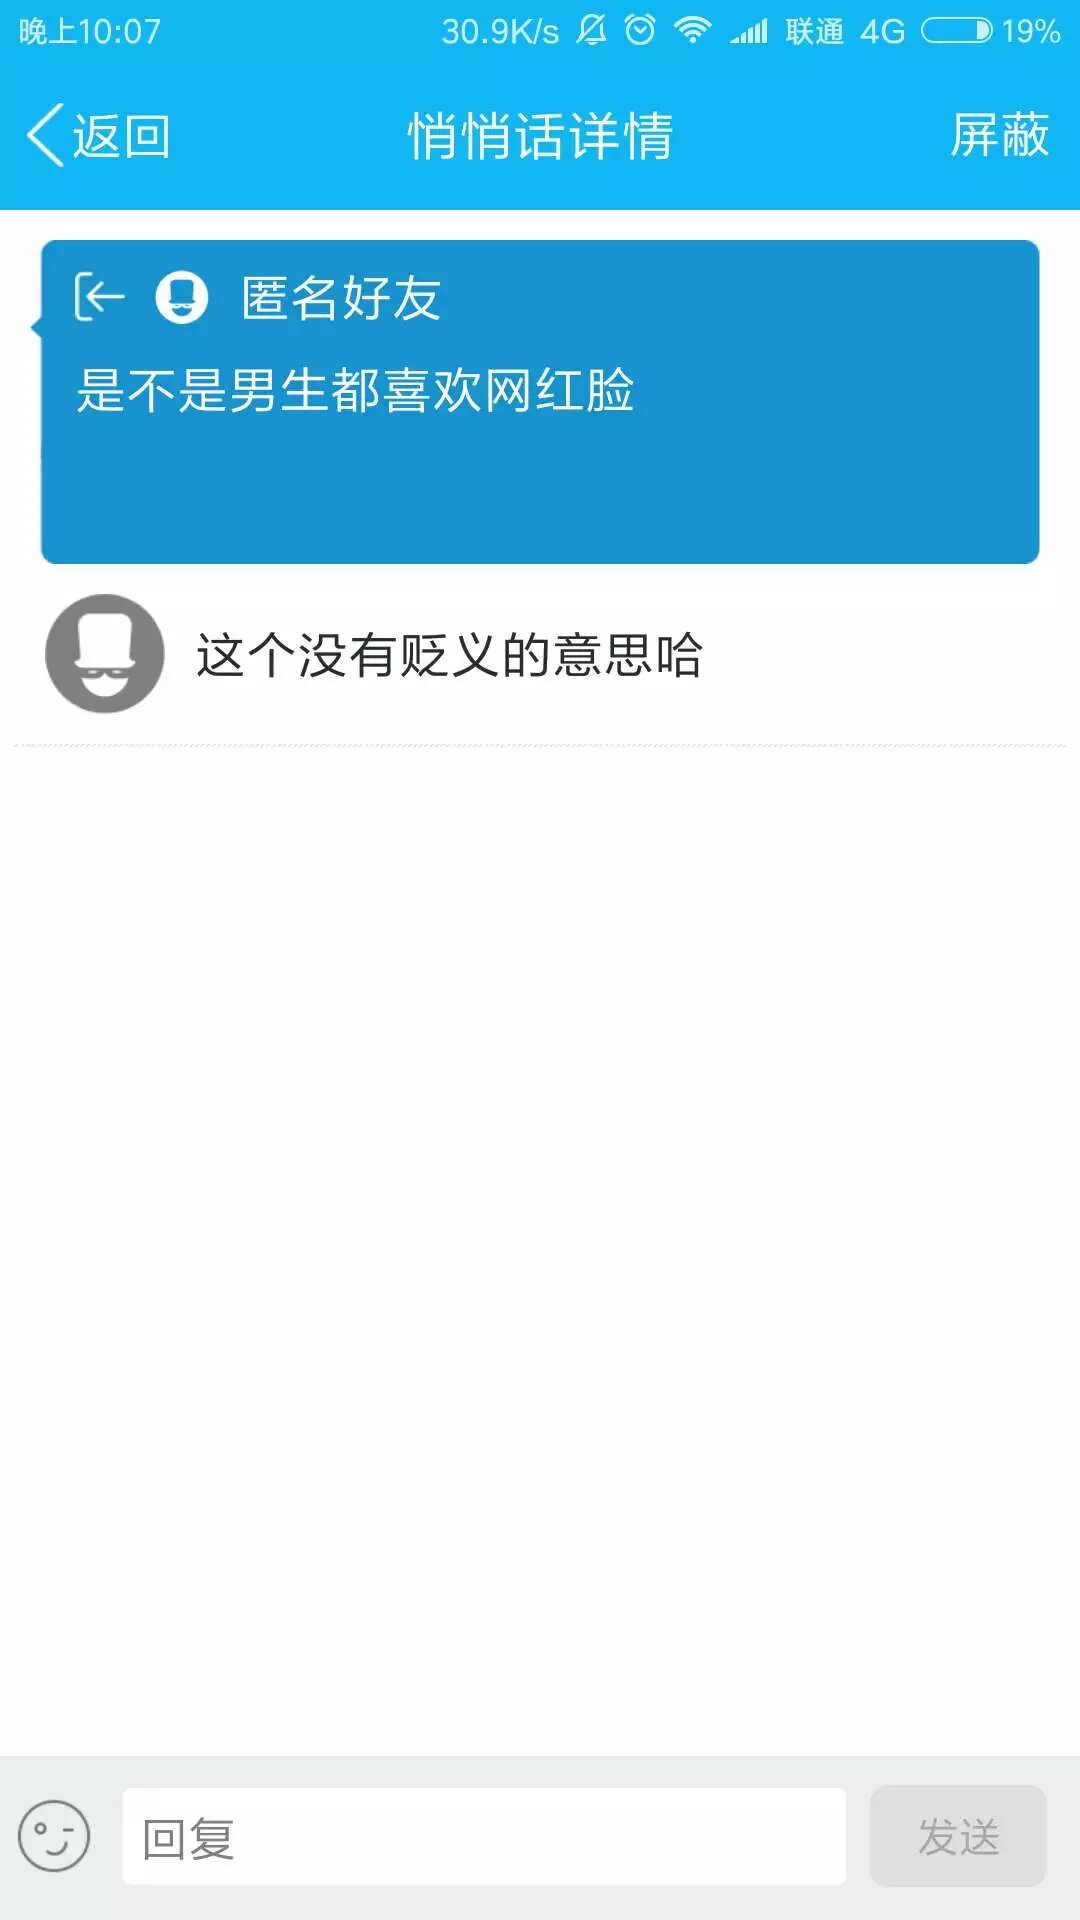 晚上10:07 30.9K/s 联通 4G 19%
返回 悄悄话详情 屏蔽
匿名好友
是不是男生都喜欢网红脸
这个没有贬义的意思哈
回复 发送